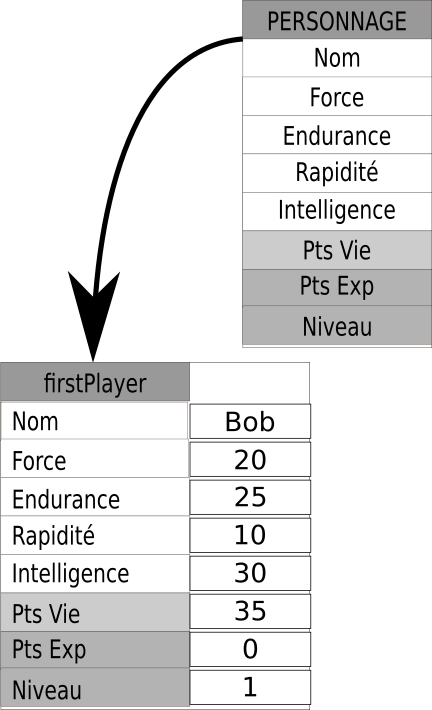 PERSONNAGE
Nom
Force
Endurance
Rapidité
Intelligence
Pts Vie
Pts Exp
Niveau
firstPlayer
Nom Bob
Force 20
Endurance 25
Rapidité 10
Intelligence 30
Pts Vie 35
Pts Exp 0
Niveau 1